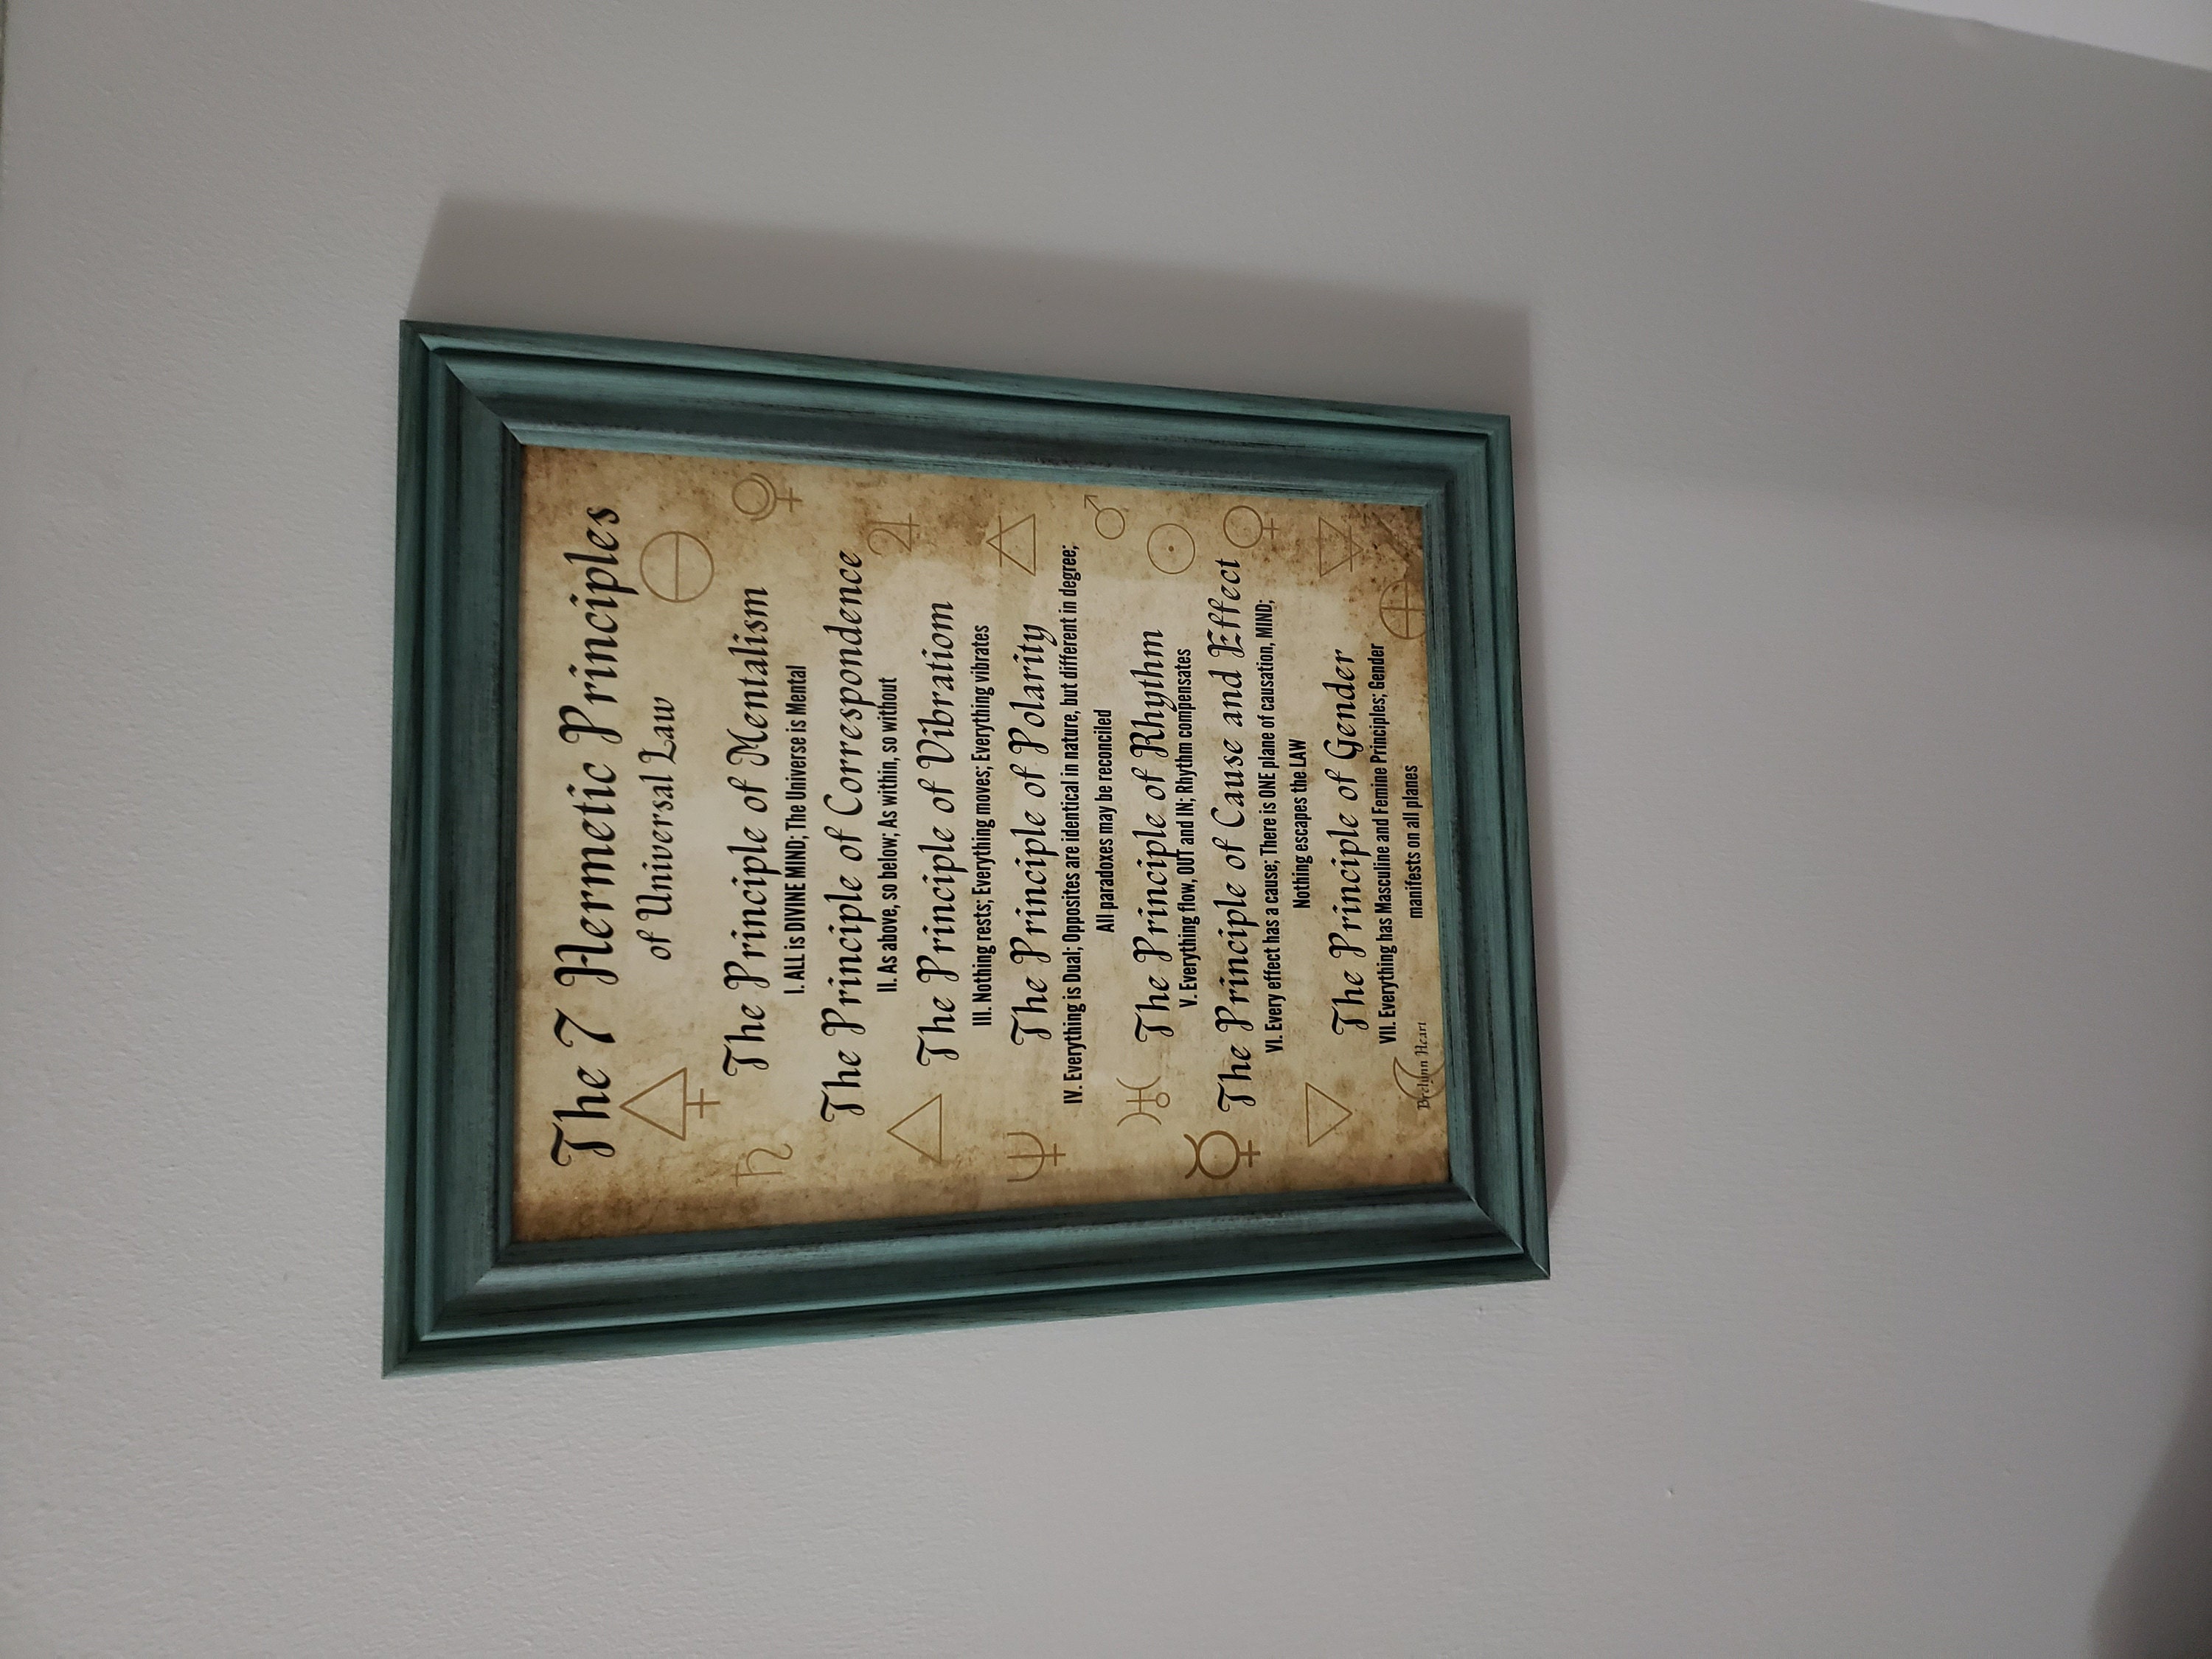 The 7 Hermetic Principles
of Universal Law
The Principle of Mentalism
I. ALL is DIVINE MIND; The Universe is Mental
The Principle of Correspondence
II. As above, so below; As within, so without
The Principle of Vibratiom
III. Nothing rests; Everything moves; Everything vibrates
The Principle of Polarity
IV. Everything is Dual; Opposites are identical in nature, but different in degree;
All paradoxes may be reconciled
The Principle of Rhythm
V. Everything flow, OUT and IN; Rhythm compensates
The Principle of Cause and Effect
VI. Every effect has a cause; There is ONE plane of causation, MIND;
Nothing escapes the LAW
The Principle of Gender
VII. Everything has Masculine and Femine Principles; Gender
manifests on all planes
Brelynn Heart